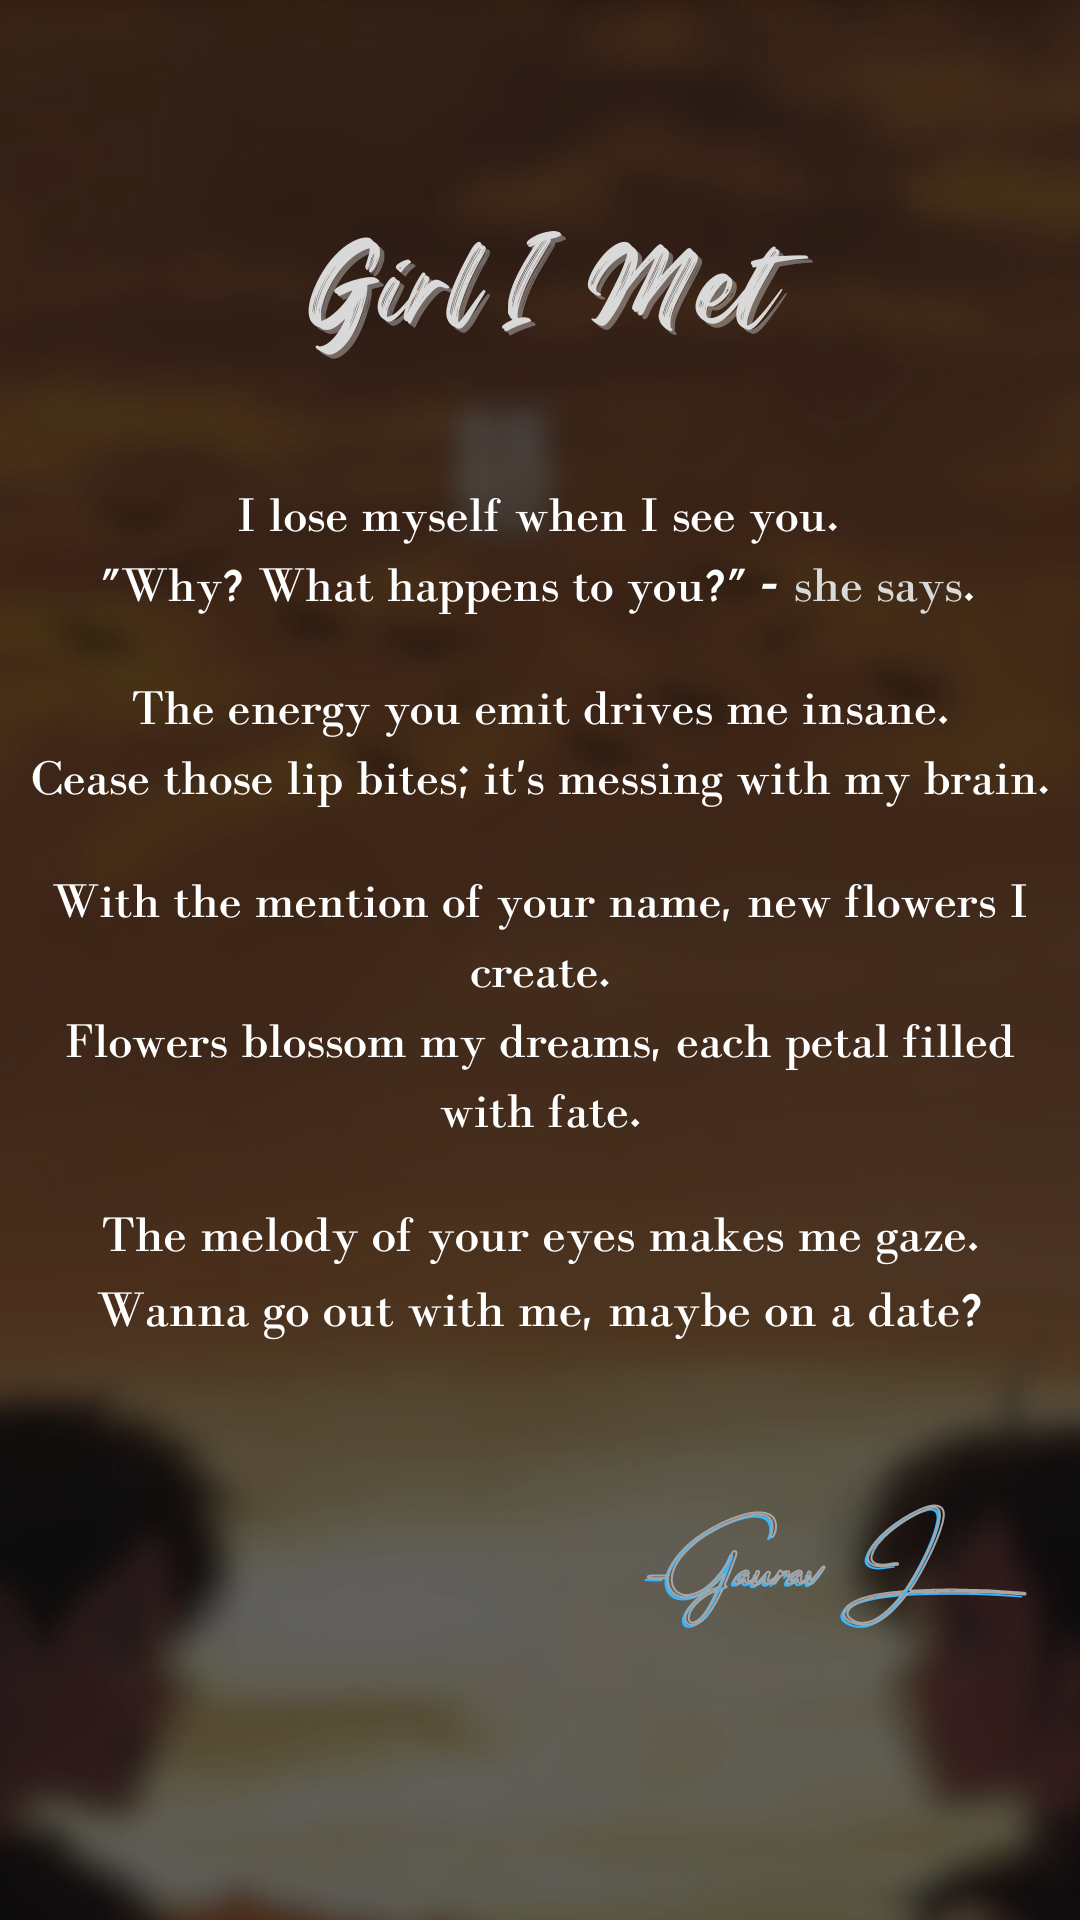 Girl I Met
I lose myself when I see you.
"Why? What happens to you?" - she says.
The energy you emit drives me insane.
Cease those lip bites; it's messing with my brain.
With the mention of your name, new flowers I
create.
Flowers blossom my dreams, each petal filled
with fate.
The melody of your eyes makes me gaze.
Wanna go out with me, maybe on a date?
-Gaurav J